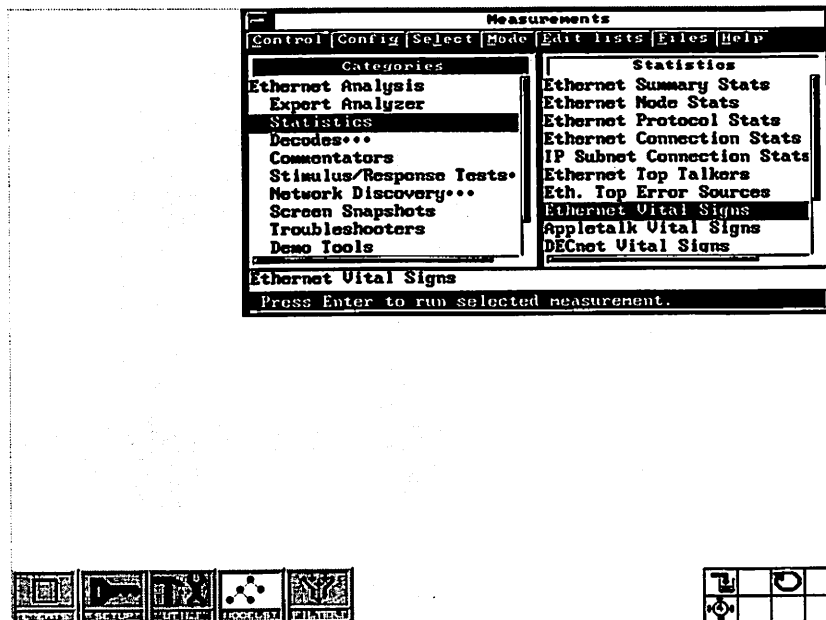 Measurements
Control Config Select Mode Edit lists Files Help
Categories
Ethernet Analysis
Expert Analyzer
Statistics
Decodes•••
Commentators
Stimulus/Response Tests•
Network Discovery•••
Screen Snapshots
Troubleshooters
Demo Tools
Statistics
Ethernet Summary Stats
Ethernet Node Stats
Ethernet Protocol Stats
Ethernet Connection Stats
IP Subnet Connection Stats
Ethernet Top Talkers
Eth. Top Error Sources
Ethernet Vital Signs
Appletalk Vital Signs
DECnet Vital Signs
Ethernet Vital Signs
Press Enter to run selected measurement.
SETUP